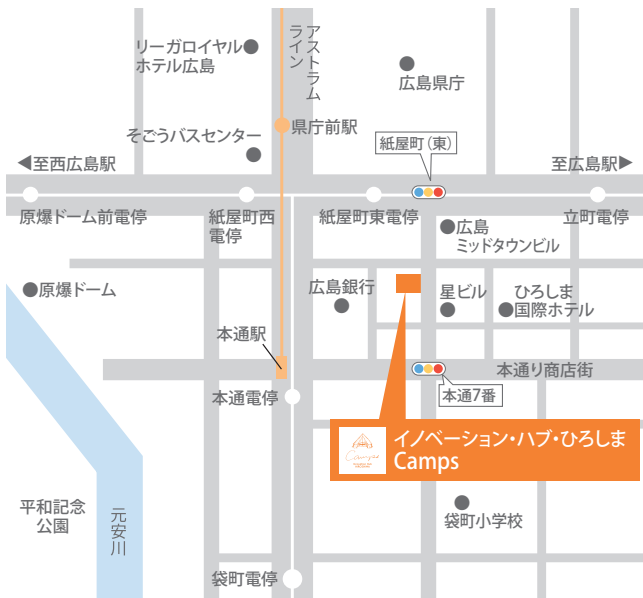 リーガロイヤル
ホテル広島
アストラム
ライン
広島県庁
県庁前駅
そごうバスセンター
紙屋町(東)
◀至西広島駅
至広島駅▶
原爆ドーム前電停
紙屋町西
電停
紙屋町東電停
立町電停
広島
ミッドタウンビル
原爆ドーム
広島銀行
星ビル
ひろしま
国際ホテル
本通駅
本通り商店街
本通電停
本通7番
Camps
イノベーション・ハブ・ひろしま
Camps
平和記念
公園
元安川
袋町小学校
袋町電停